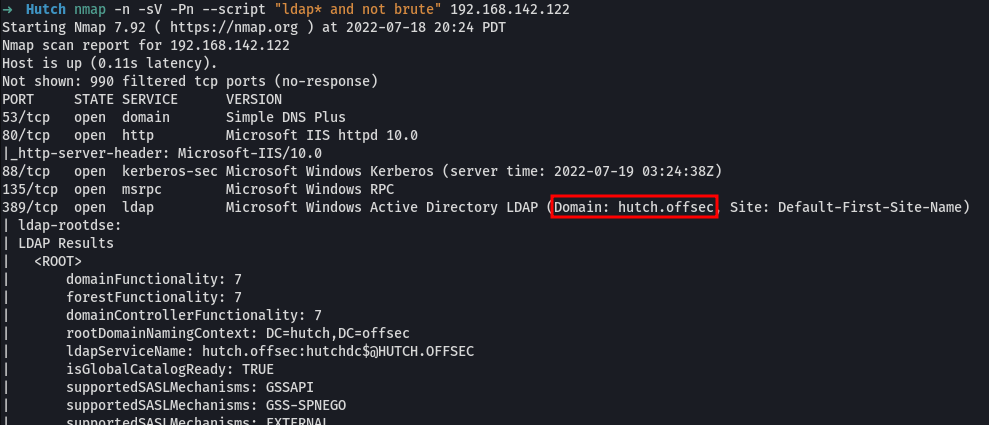 → Hutch nmap -n -sV -Pn --script "ldap* and not brute" 192.168.142.122
Starting Nmap 7.92 ( https://nmap.org ) at 2022-07-18 20:24 PDT
Nmap scan report for 192.168.142.122
Host is up (0.11s latency).
Not shown: 990 filtered tcp ports (no-response)
PORT     STATE SERVICE      VERSION
53/tcp   open  domain       Simple DNS Plus
80/tcp   open  http         Microsoft IIS httpd 10.0
|_http-server-header: Microsoft-IIS/10.0
88/tcp   open  kerberos-sec Microsoft Windows Kerberos (server time: 2022-07-19 03:24:38Z)
135/tcp  open  msrpc        Microsoft Windows RPC
389/tcp  open  ldap         Microsoft Windows Active Directory LDAP (Domain: hutch.offsec, Site: Default-First-Site-Name)
| ldap-rootdse:
| LDAP Results
|   <ROOT>
|       domainFunctionality: 7
|       forestFunctionality: 7
|       domainControllerFunctionality: 7
|       rootDomainNamingContext: DC=hutch,DC=offsec
|       ldapServiceName: hutch.offsec:hutchdc$@HUTCH.OFFSEC
|       isGlobalCatalogReady: TRUE
|       supportedSASLMechanisms: GSSAPI
|       supportedSASLMechanisms: GSS-SPNEGO
|       supportedSASLMechanisms: EXTERNAL